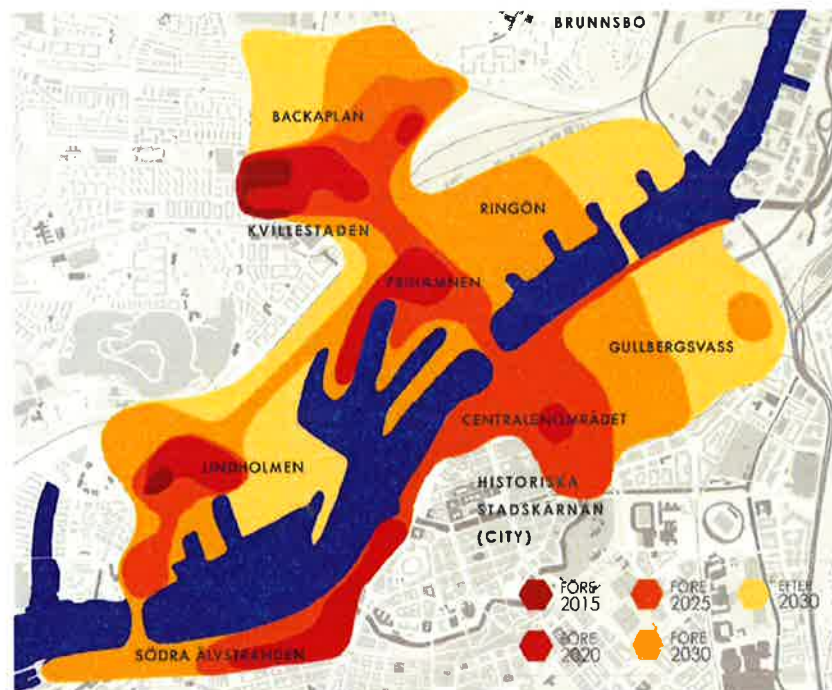 BRUNNSBO
BACKAPLAN
RINGÖN
KVILLESTADEN
FRIHAMNEN
GULLBERGSVASS
CENTRALENOMRÅDET
LINDHOLMEN
HISTORISKA
STADSKÄRNAN
(CITY)
SÖDRA ÄLVSTRANDEN
FÖRE
2015
FÖRE
2025
EFTER
2030
FÖRE
2020
FÖRE
2030